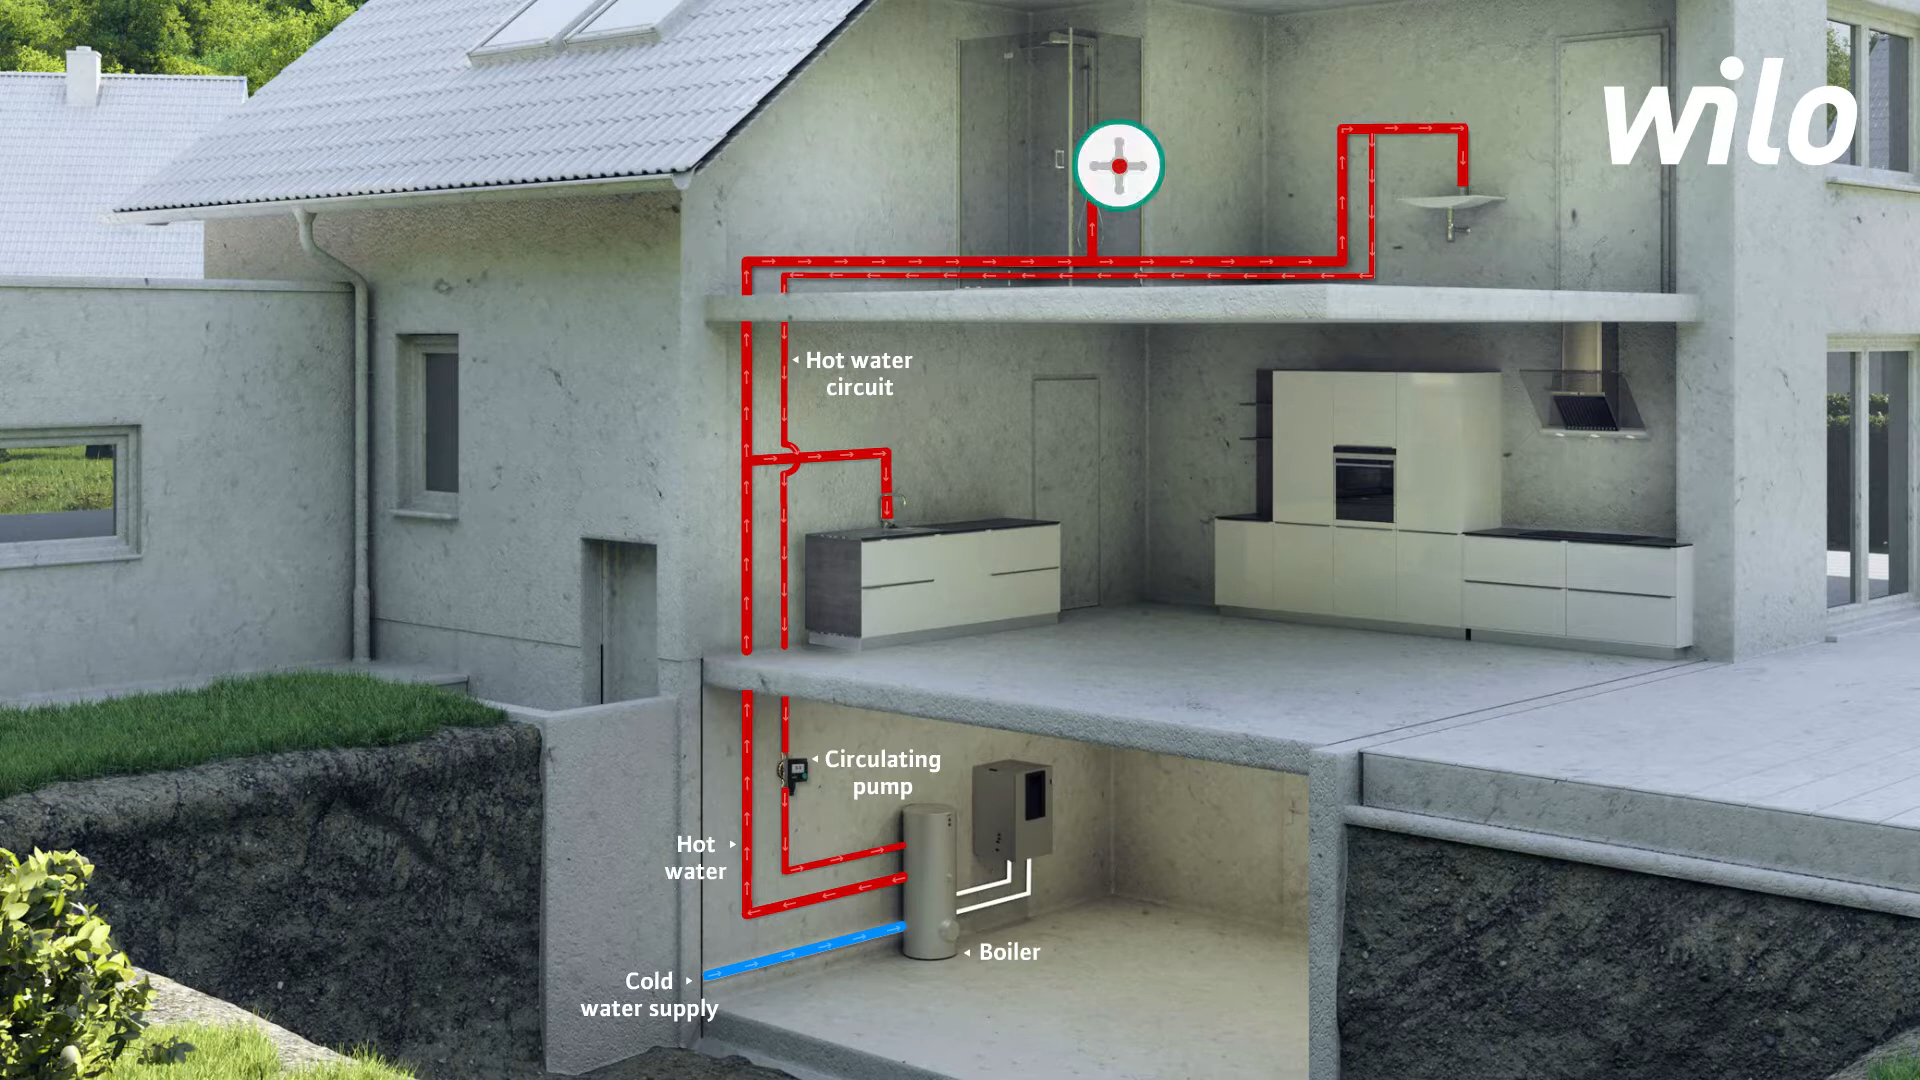 wilo
Hot water
circuit
Circulating
pump
Hot
water
Boiler
Cold
water supply